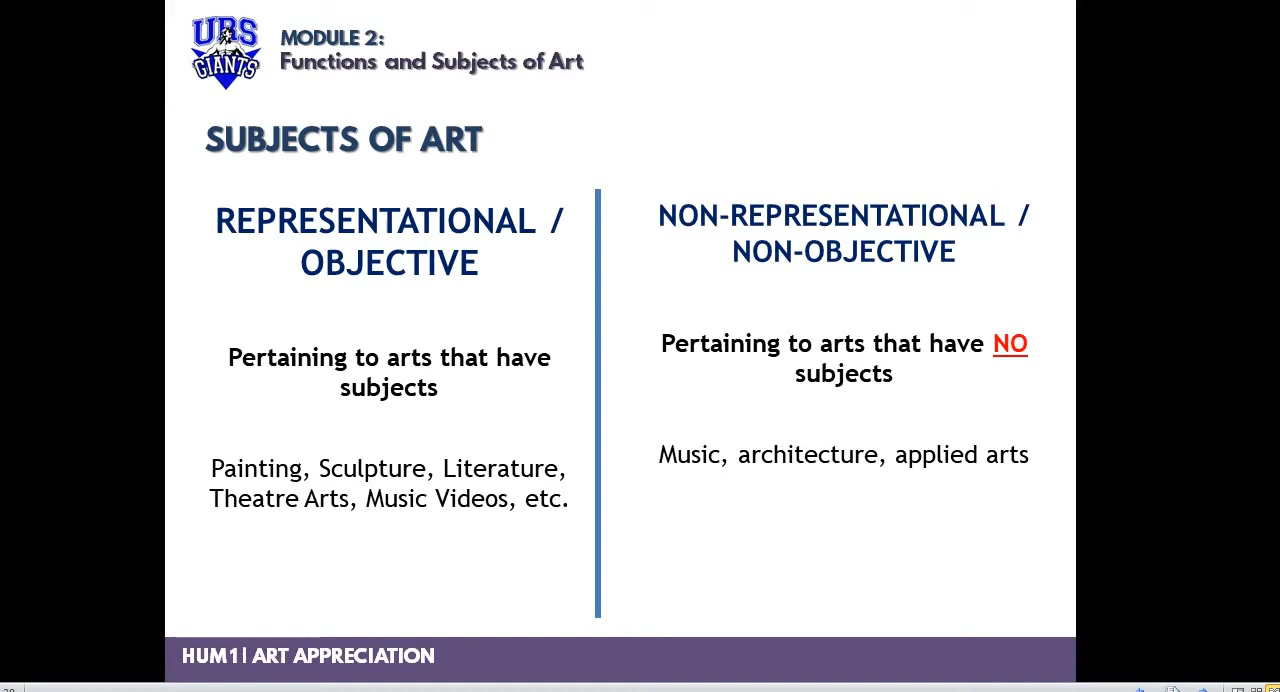 URS
GIANTS
MODULE 2:
Functions and Subjects of Art
SUBJECTS OF ART
REPRESENTATIONAL /
OBJECTIVE
Pertaining to arts that have
subjects
Painting, Sculpture, Literature,
Theatre Arts, Music Videos, etc.
NON-REPRESENTATIONAL /
NON-OBJECTIVE
Pertaining to arts that have NO
subjects
Music, architecture, applied arts
HUM1| ART APPRECIATION